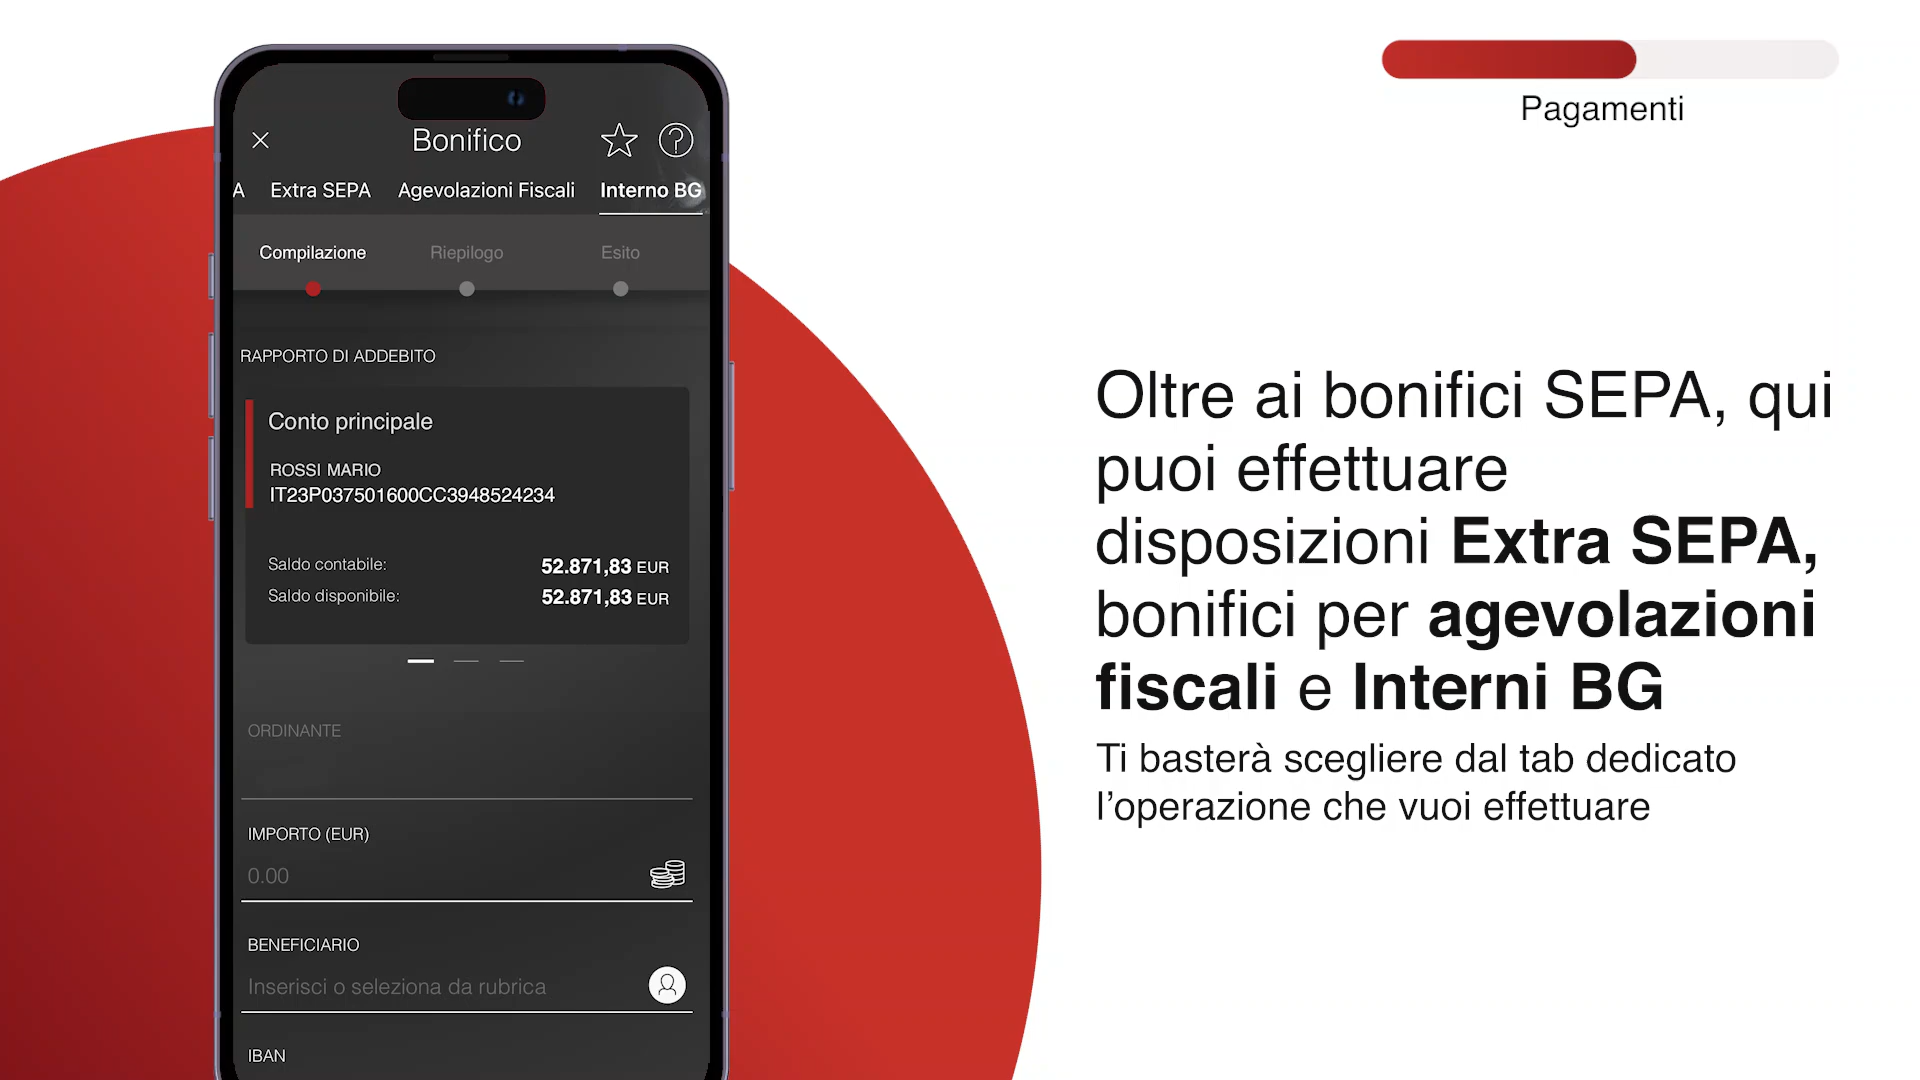 Bonifico
A Extra SEPA Agevolazioni Fiscali Interno BG
Compilazione Riepilogo Esito
RAPPORTO DI ADDEBITO
Conto principale
ROSSI MARIO
IT23P037501600CC3948524234
Saldo contabile: 52.871,83 EUR
Saldo disponibile: 52.871,83 EUR
ORDINANTE
IMPORTO (EUR)
0.00
BENEFICIARIO
Inserisci o seleziona da rubrica
IBAN
Pagamenti
Oltre ai bonifici SEPA, qui
puoi effettuare
disposizioni Extra SEPA,
bonifici per agevolazioni
fiscali e Interni BG
Ti basterà scegliere dal tab dedicato
l’operazione che vuoi effettuare